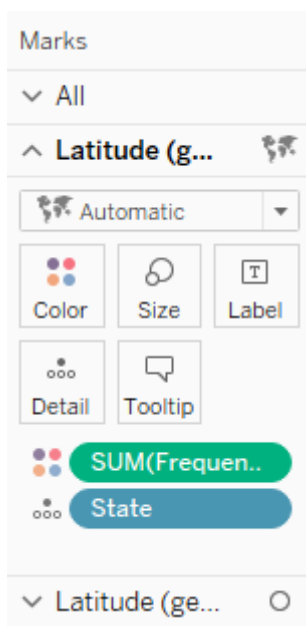 Marks
All
Latitude (g...
Automatic
Color Size Label
T
Detail Tooltip
SUM(Frequen..
State
Latitude (ge...